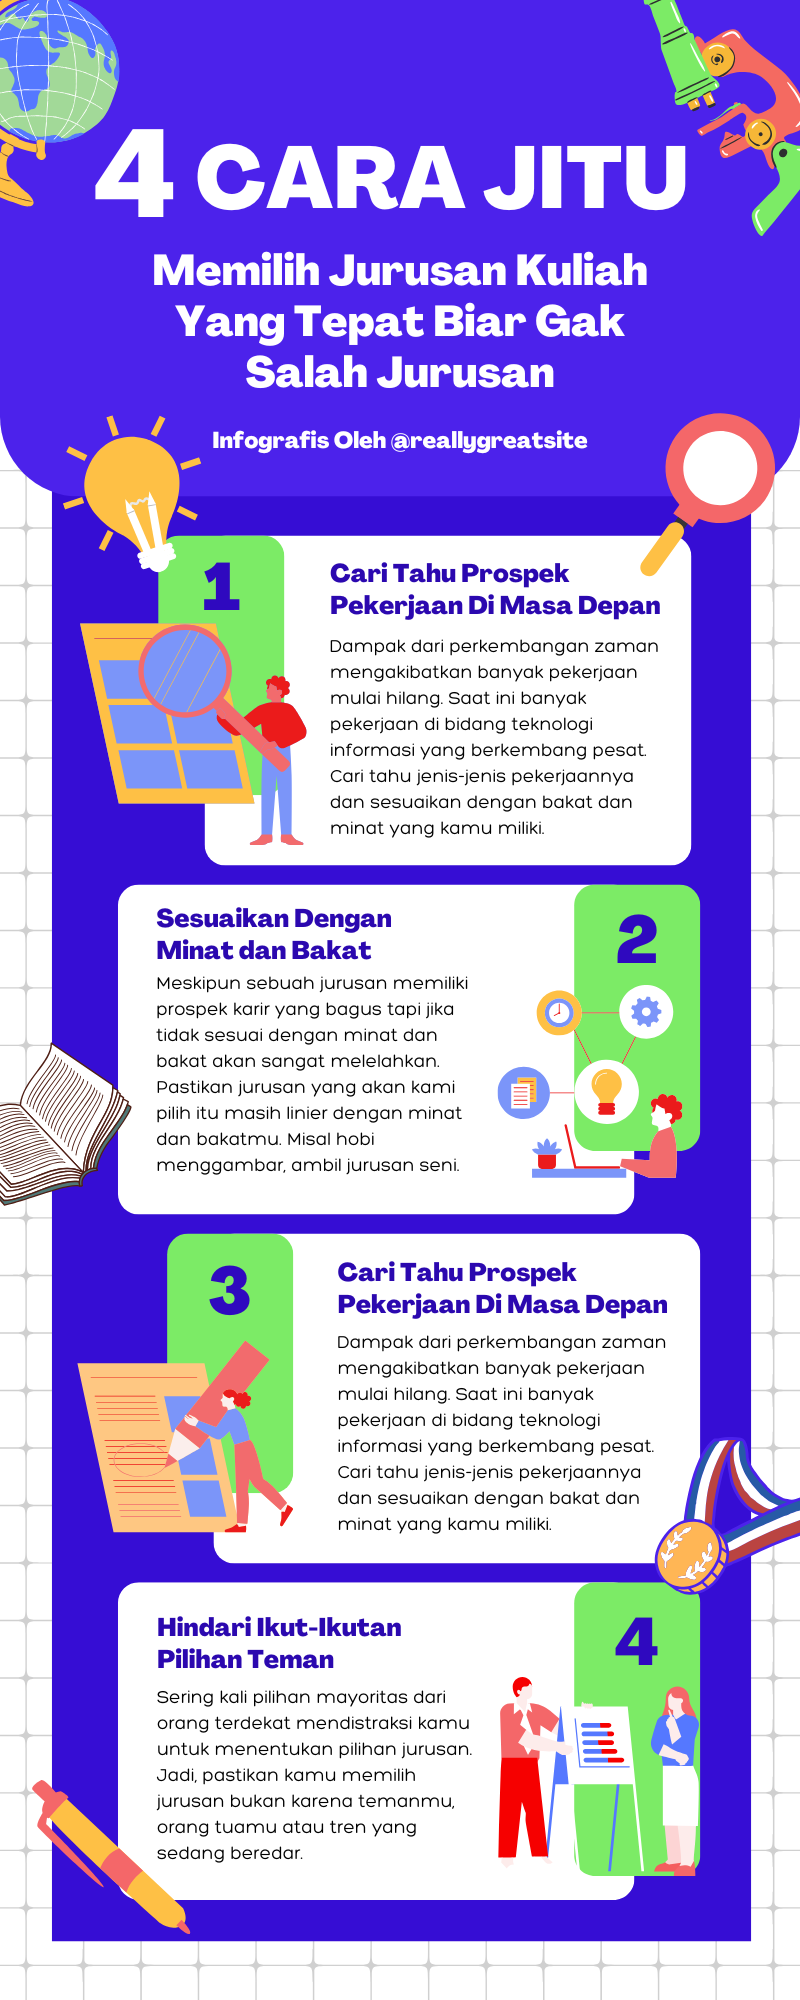 4 CARA JITU
Memilih Jurusan Kuliah
Yang Tepat Biar Gak
Salah Jurusan
Infografis Oleh @reallygreatsite
1
Cari Tahu Prospek
Pekerjaan Di Masa Depan
Dampak dari perkembangan zaman
mengakibatkan banyak pekerjaan
mulai hilang. Saat ini banyak
pekerjaan di bidang teknologi
informasi yang berkembang pesat.
Cari tahu jenis-jenis pekerjaannya
dan sesuaikan dengan bakat dan
minat yang kamu miliki.
Sesuaikan Dengan
Minat dan Bakat
2
Meskipun sebuah jurusan memiliki
prospek karir yang bagus tapi jika
tidak sesuai dengan minat dan
bakat akan sangat melelahkan.
Pastikan jurusan yang akan kami
pilih itu masih linier dengan minat
dan bakatmu. Misal hobi
menggambar, ambil jurusan seni.
3
Cari Tahu Prospek
Pekerjaan Di Masa Depan
Dampak dari perkembangan zaman
mengakibatkan banyak pekerjaan
mulai hilang. Saat ini banyak
pekerjaan di bidang teknologi
informasi yang berkembang pesat.
Cari tahu jenis-jenis pekerjaannya
dan sesuaikan dengan bakat dan
minat yang kamu miliki.
Hindari Ikut-Ikutan
Pilihan Teman
4
Sering kali pilihan mayoritas dari
orang terdekat mendistraksi kamu
untuk menentukan pilihan jurusan.
Jadi, pastikan kamu memilih
jurusan bukan karena temanmu,
orang tuamu atau tren yang
sedang beredar.